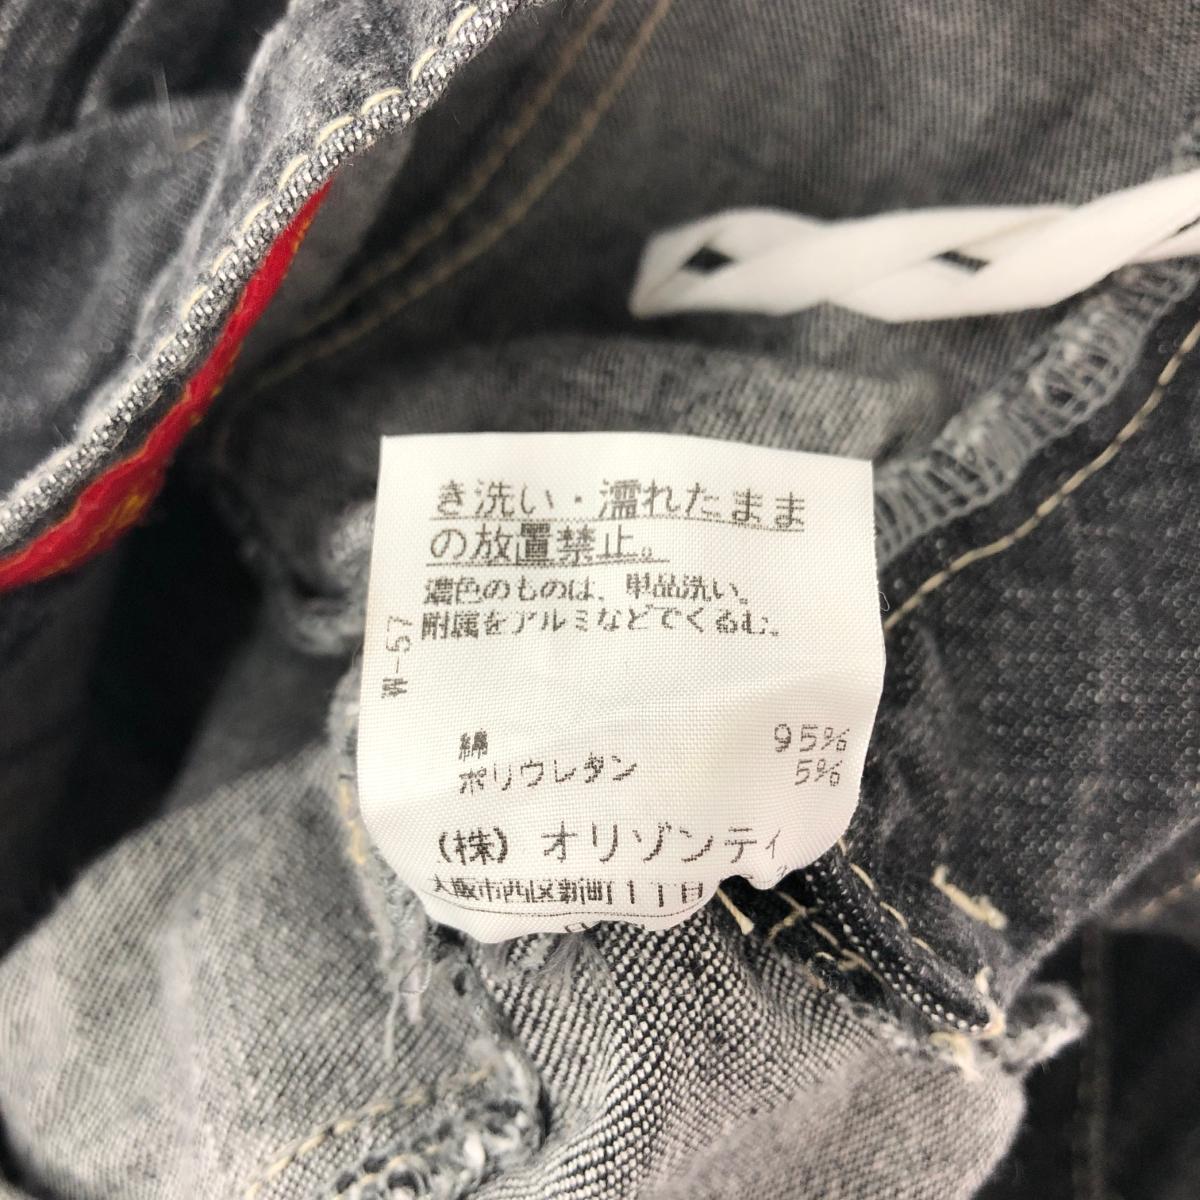 き洗い・濡れたまま
の放置禁止。
濃色のものは、単品洗い。
附属をアルミなどでくるむ。
W-57
綿 95%
ポリウレタン 5%
(株) オリゾンティ
大阪市西区新町1丁目